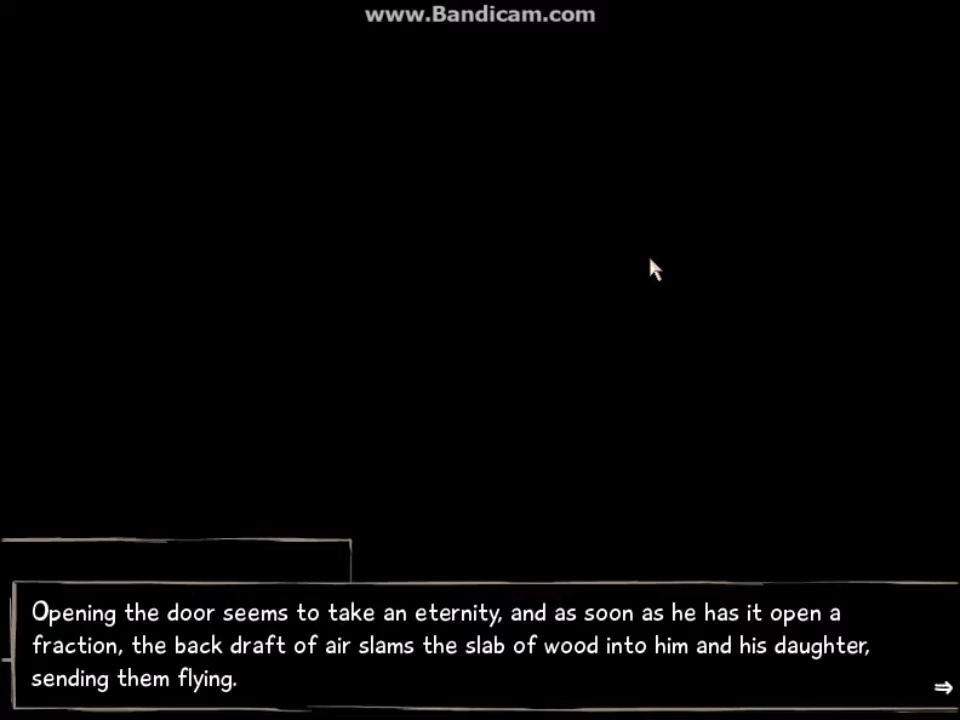 www.Bandicam.com
Opening the door seems to take an eternity, and as soon as he has it open a
fraction, the back draft of air slams the slab of wood into him and his daughter,
sending them flying.